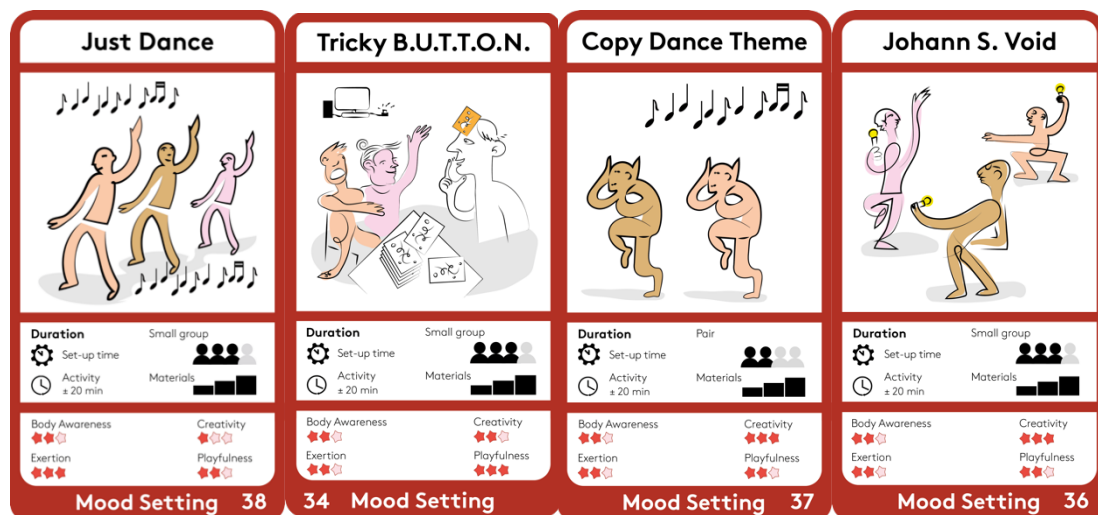 Just Dance
Duration
Small group
Set-up time
Activity
± 20 min
Materials
Body Awareness
Creativity
Exertion
Playfulness
Mood Setting 38
Tricky B.U.T.T.O.N.
Duration
Small group
Set-up time
Activity
± 20 min
Materials
Body Awareness
Creativity
Exertion
Playfulness
34 Mood Setting
Copy Dance Theme
Duration
Pair
Set-up time
Activity
± 20 min
Materials
Body Awareness
Creativity
Exertion
Playfulness
Mood Setting 37
Johann S. Void
Duration
Small group
Set-up time
Activity
± 20 min
Materials
Body Awareness
Creativity
Exertion
Playfulness
Mood Setting 36